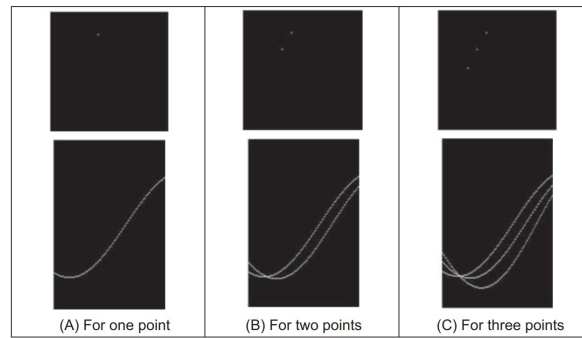 (A) For one point
(B) For two points
(C) For three points